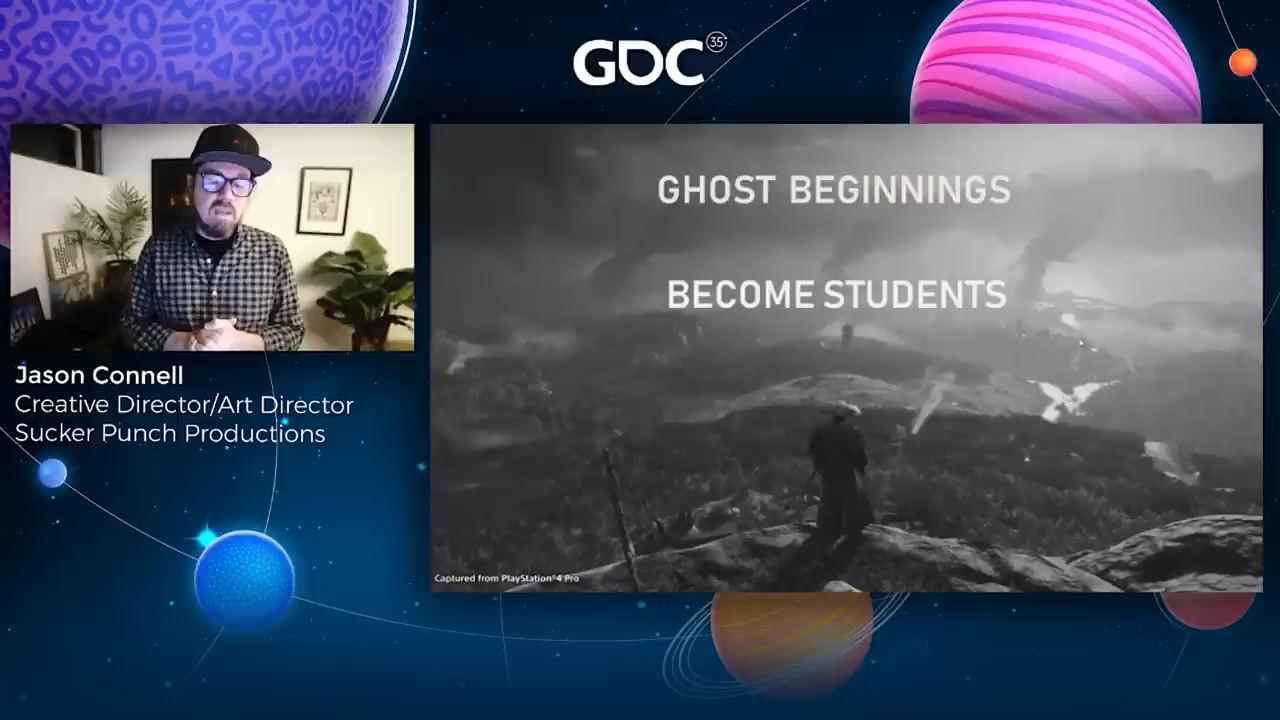 GDC 35
Jason Connell
Creative Director/Art Director
Sucker Punch Productions
GHOST BEGINNINGS
BECOME STUDENTS
Captured from PlayStation®4 Pro